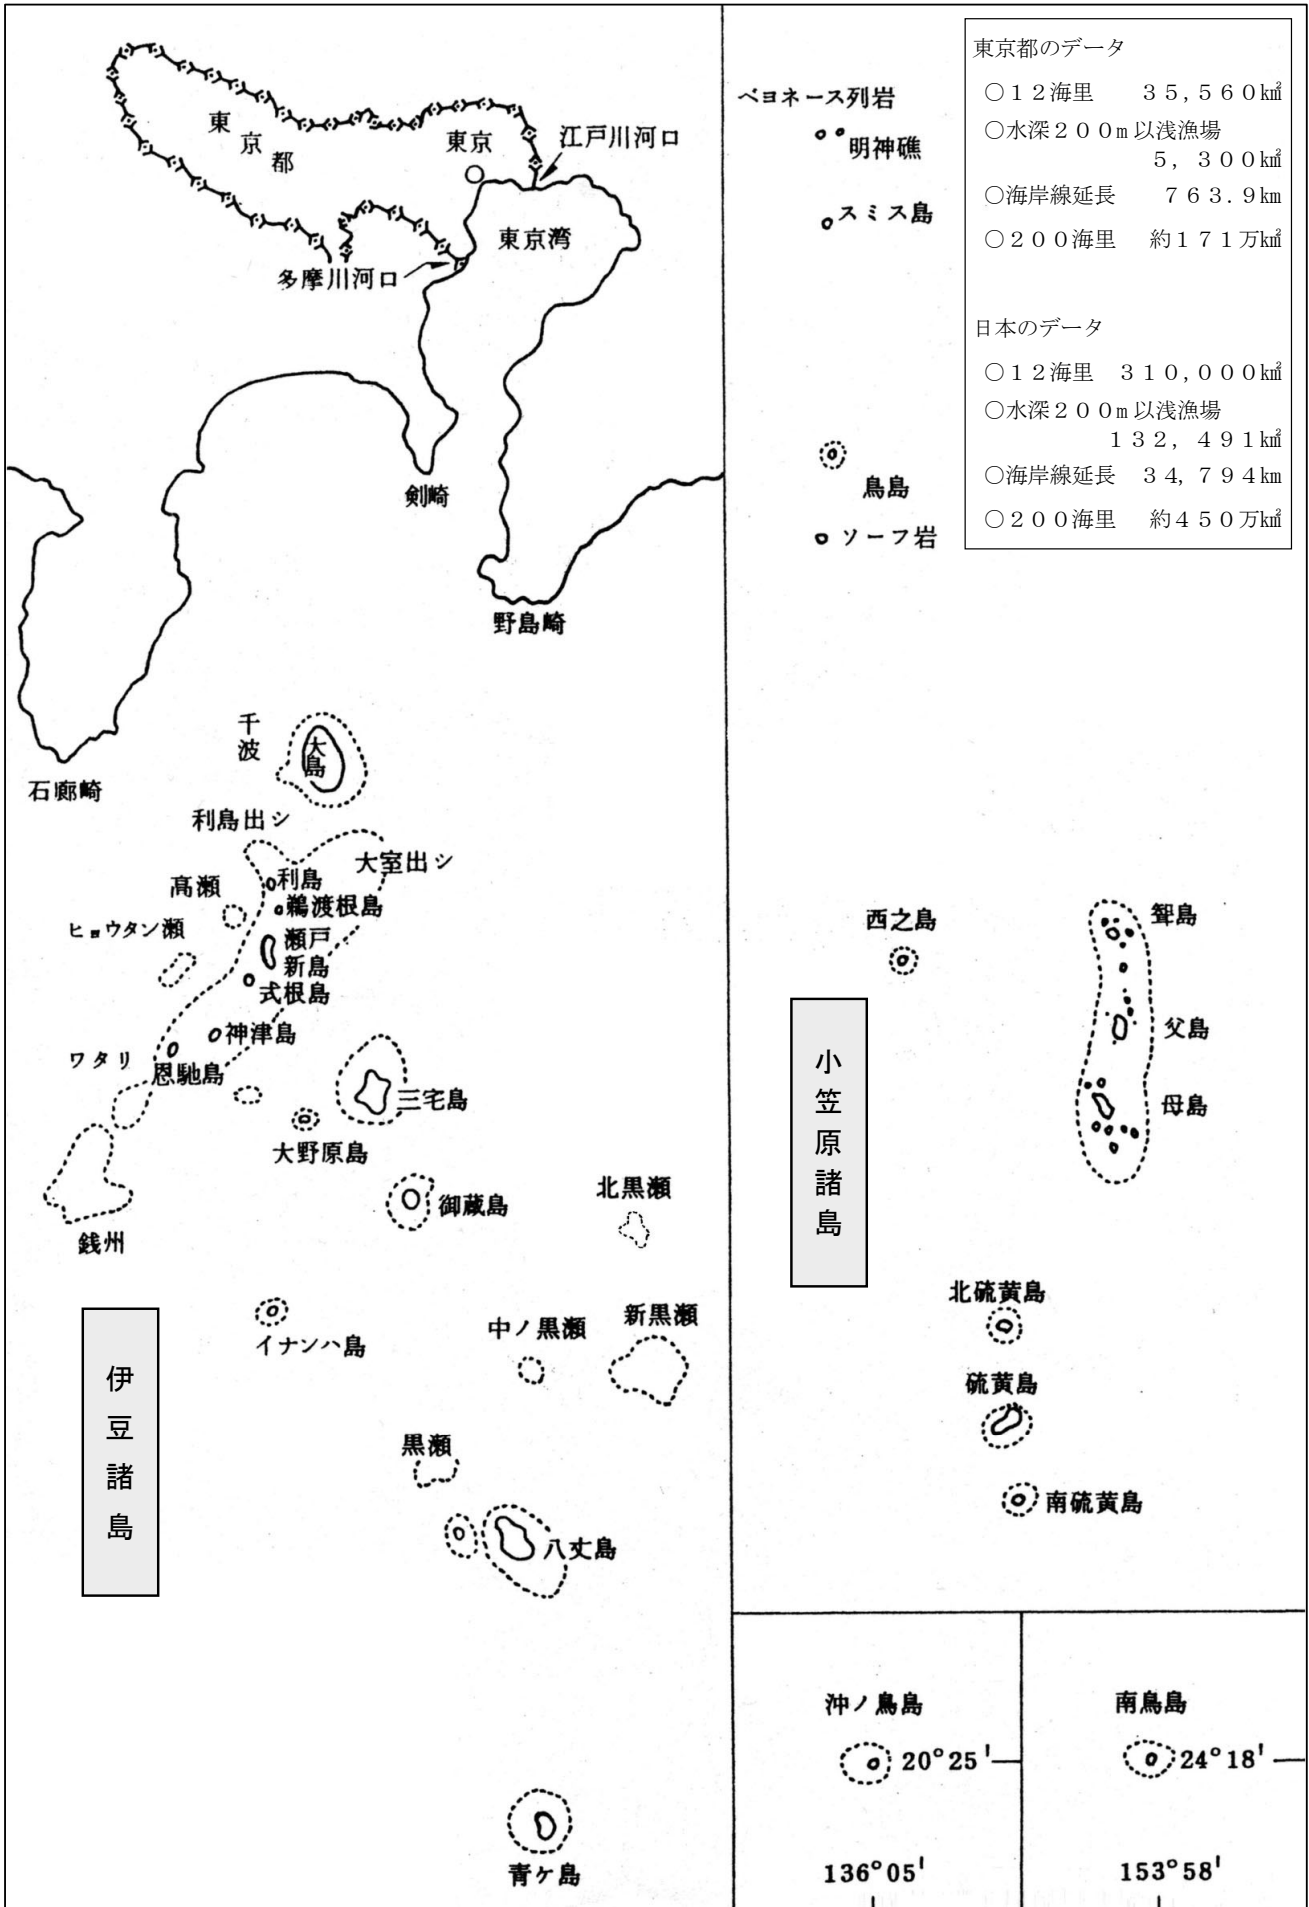 東京都
東京
江戸川河口
東京湾
多摩川河口
剣崎
野島崎
石廊崎
千波
大島
利島出シ
大室出シ
高瀬
利島
鵜渡根島
ヒョウタン瀬
瀬戸
新島
式根島
神津島
ワタリ
恩馳島
三宅島
大野原島
御蔵島
北黒瀬
銭州
イナンハ島
中ノ黒瀬
新黒瀬
伊豆諸島
黒瀬
八丈島
青ケ島
ベヨネース列岩
明神礁
スミス島
鳥島
ソーフ岩
東京都のデータ
○12海里 35,560㎢
○水深200m以浅漁場
5,300㎢
○海岸線延長 763.9㎞
○200海里 約171万㎢
日本のデータ
○12海里 310,000㎢
○水深200m以浅漁場
132,491㎢
○海岸線延長 34,794㎞
○200海里 約450万㎢
西之島
聟島
父島
母島
小笠原諸島
北硫黄島
硫黄島
南硫黄島
沖ノ鳥島
20°25'
136°05'
南鳥島
24°18'
153°58'